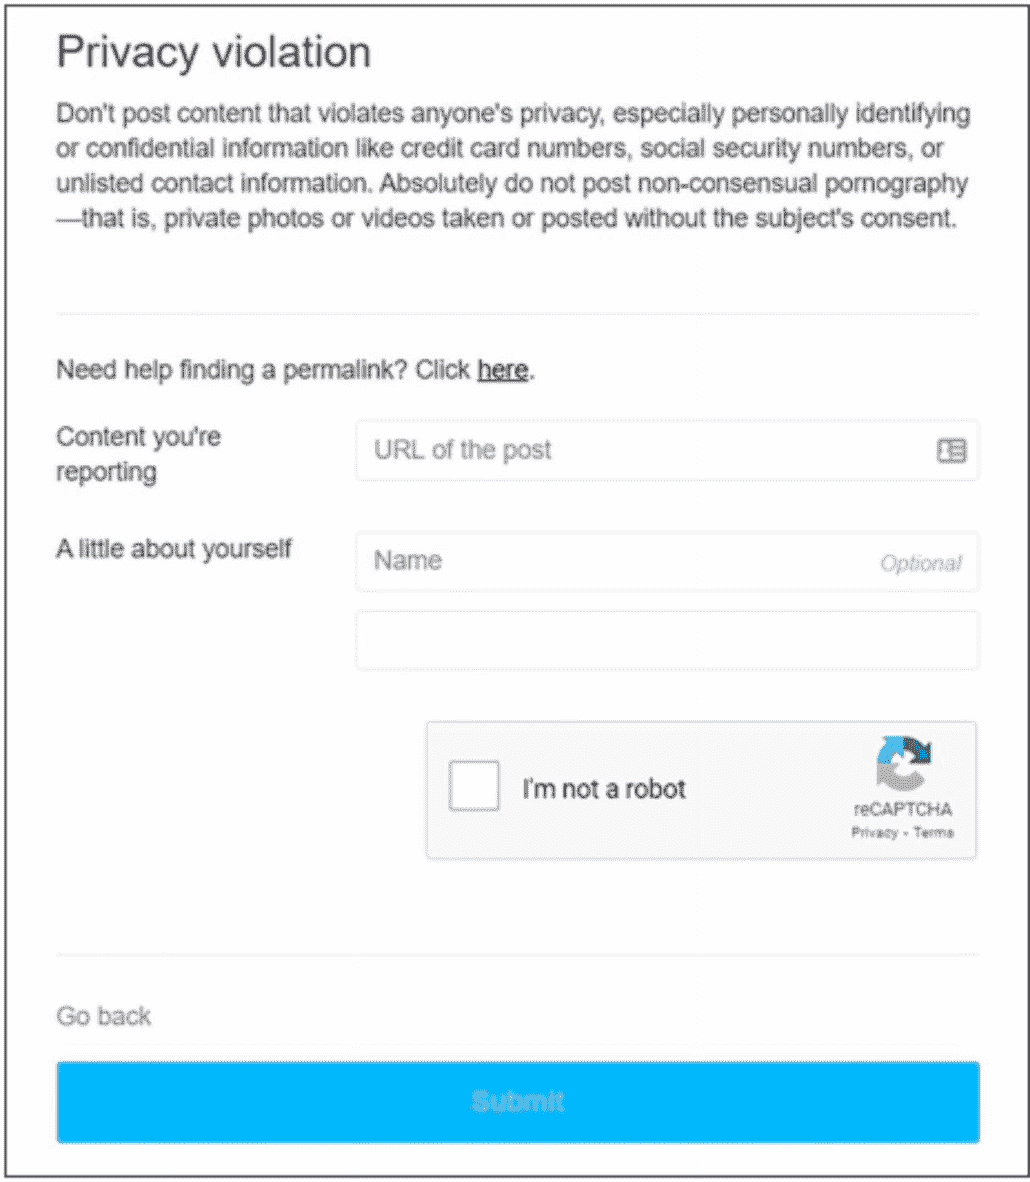 Privacy violation
Don't post content that violates anyone's privacy, especially personally identifying
or confidential information like credit card numbers, social security numbers, or
unlisted contact information. Absolutely do not post non-consensual pornography
—that is, private photos or videos taken or posted without the subject's consent.
Need help finding a permalink? Click here.
Content you're
reporting
URL of the post
A little about yourself
Name
Optional
I'm not a robot
reCAPTCHA
Privacy - Terms
Go back
Submit